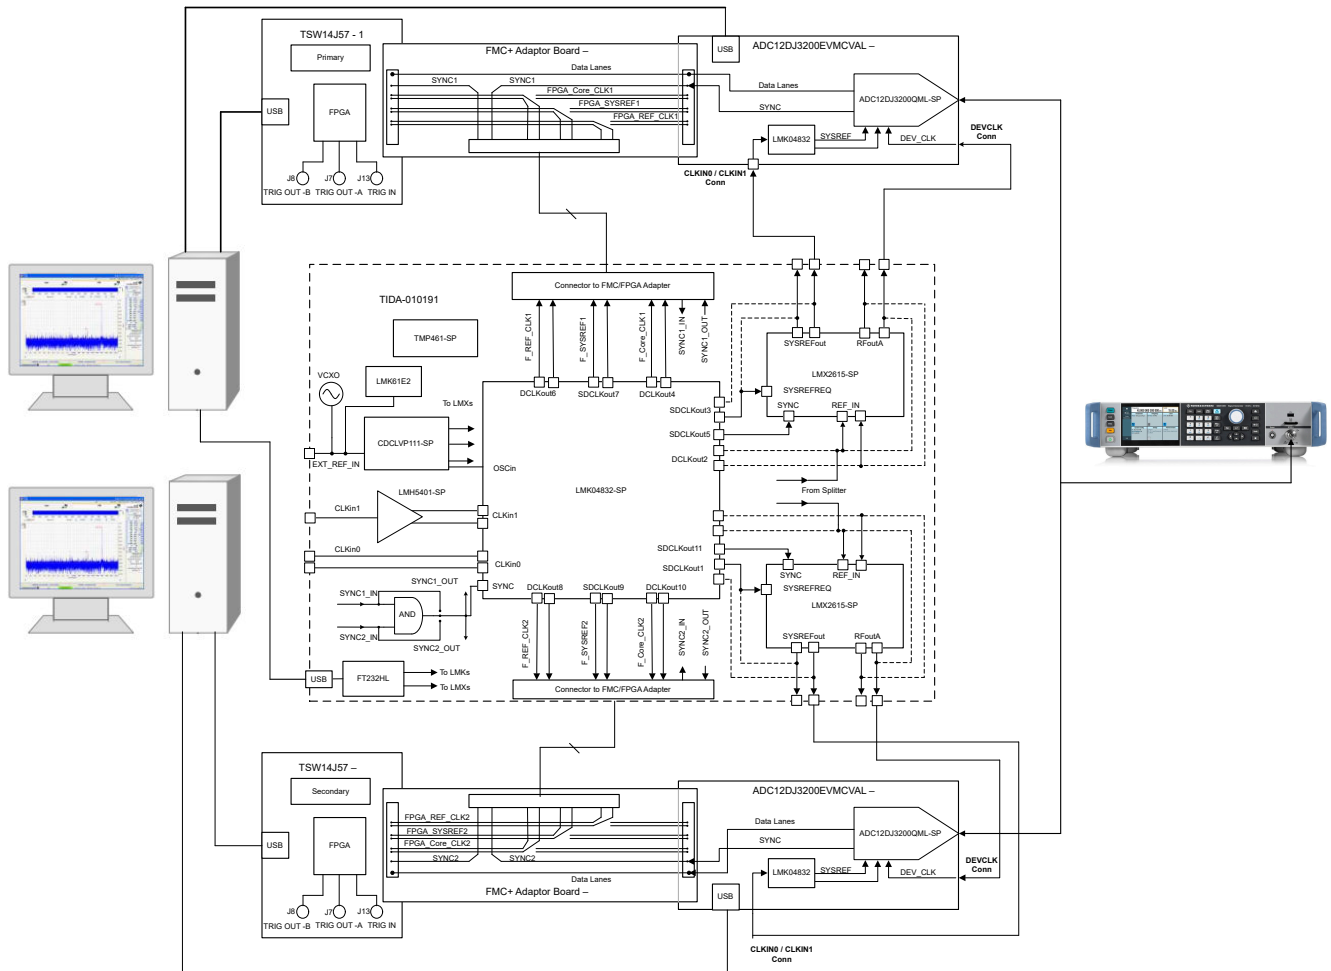 TSW14J57 - 1
Primary
USB
FPGA
J8
J7
J13
TRIG OUT -B
TRIG OUT -A
TRIG IN
FMC+ Adaptor Board –
Data Lanes
SYNC1
SYNC1
FPGA_Core_CLK1
FPGA_SYSREF1
FPGA_REF_CLK1
ADC12DJ3200EVMCVAL –
USB
Data Lanes
SYNC
ADC12DJ3200QML-SP
LMK04832
SYSREF
DEV_CLK
DEVCLK
Conn
CLKIN0 / CLKIN1
Conn
TIDA-010191
TMP461-SP
Connector to FMC/FPGA Adapter
F_REF_CLK1
F_SYSREF1
F_Core_CLK1
SYNC1_IN
SYNC1_OUT
VCXO
LMK61E2
To LMXs
CDCLVP111-SP
EXT_REF_IN
OSCin
DCLKout6
SDCLKout7
DCLKout4
SDCLKout3
SDCLKout5
DCLKout2
SYSREFout
RFoutA
LMX2615-SP
SYSREFREQ
SYNC
REF_IN
LMK04832-SP
From Splitter
LMH5401-SP
CLKin1
CLKin1
CLKin0
CLKin0
SYNC
SYNC1_OUT
SYNC1_IN
AND
SYNC2_IN
SYNC2_OUT
DCLKout8
SDCLKout9
DCLKout10
SDCLKout11
SDCLKout1
SYNC
REF_IN
SYSREFREQ
LMX2615-SP
SYSREFout
RFoutA
F_REF_CLK2
F_SYSREF2
F_Core_CLK2
SYNC2_IN
SYNC2_OUT
USB
FT232HL
To LMKs
To LMXs
Connector to FMC/FPGA Adapter
TSW14J57 –
Secondary
USB
FPGA
J8
J7
J13
TRIG OUT -B
TRIG OUT -A
TRIG IN
FPGA_REF_CLK2
FPGA_SYSREF2
FPGA_Core_CLK2
SYNC2
SYNC2
Data Lanes
FMC+ Adaptor Board –
ADC12DJ3200EVMCVAL –
Data Lanes
SYNC
ADC12DJ3200QML-SP
LMK04832
SYSREF
DEV_CLK
DEVCLK
Conn
USB
CLKIN0 / CLKIN1
Conn